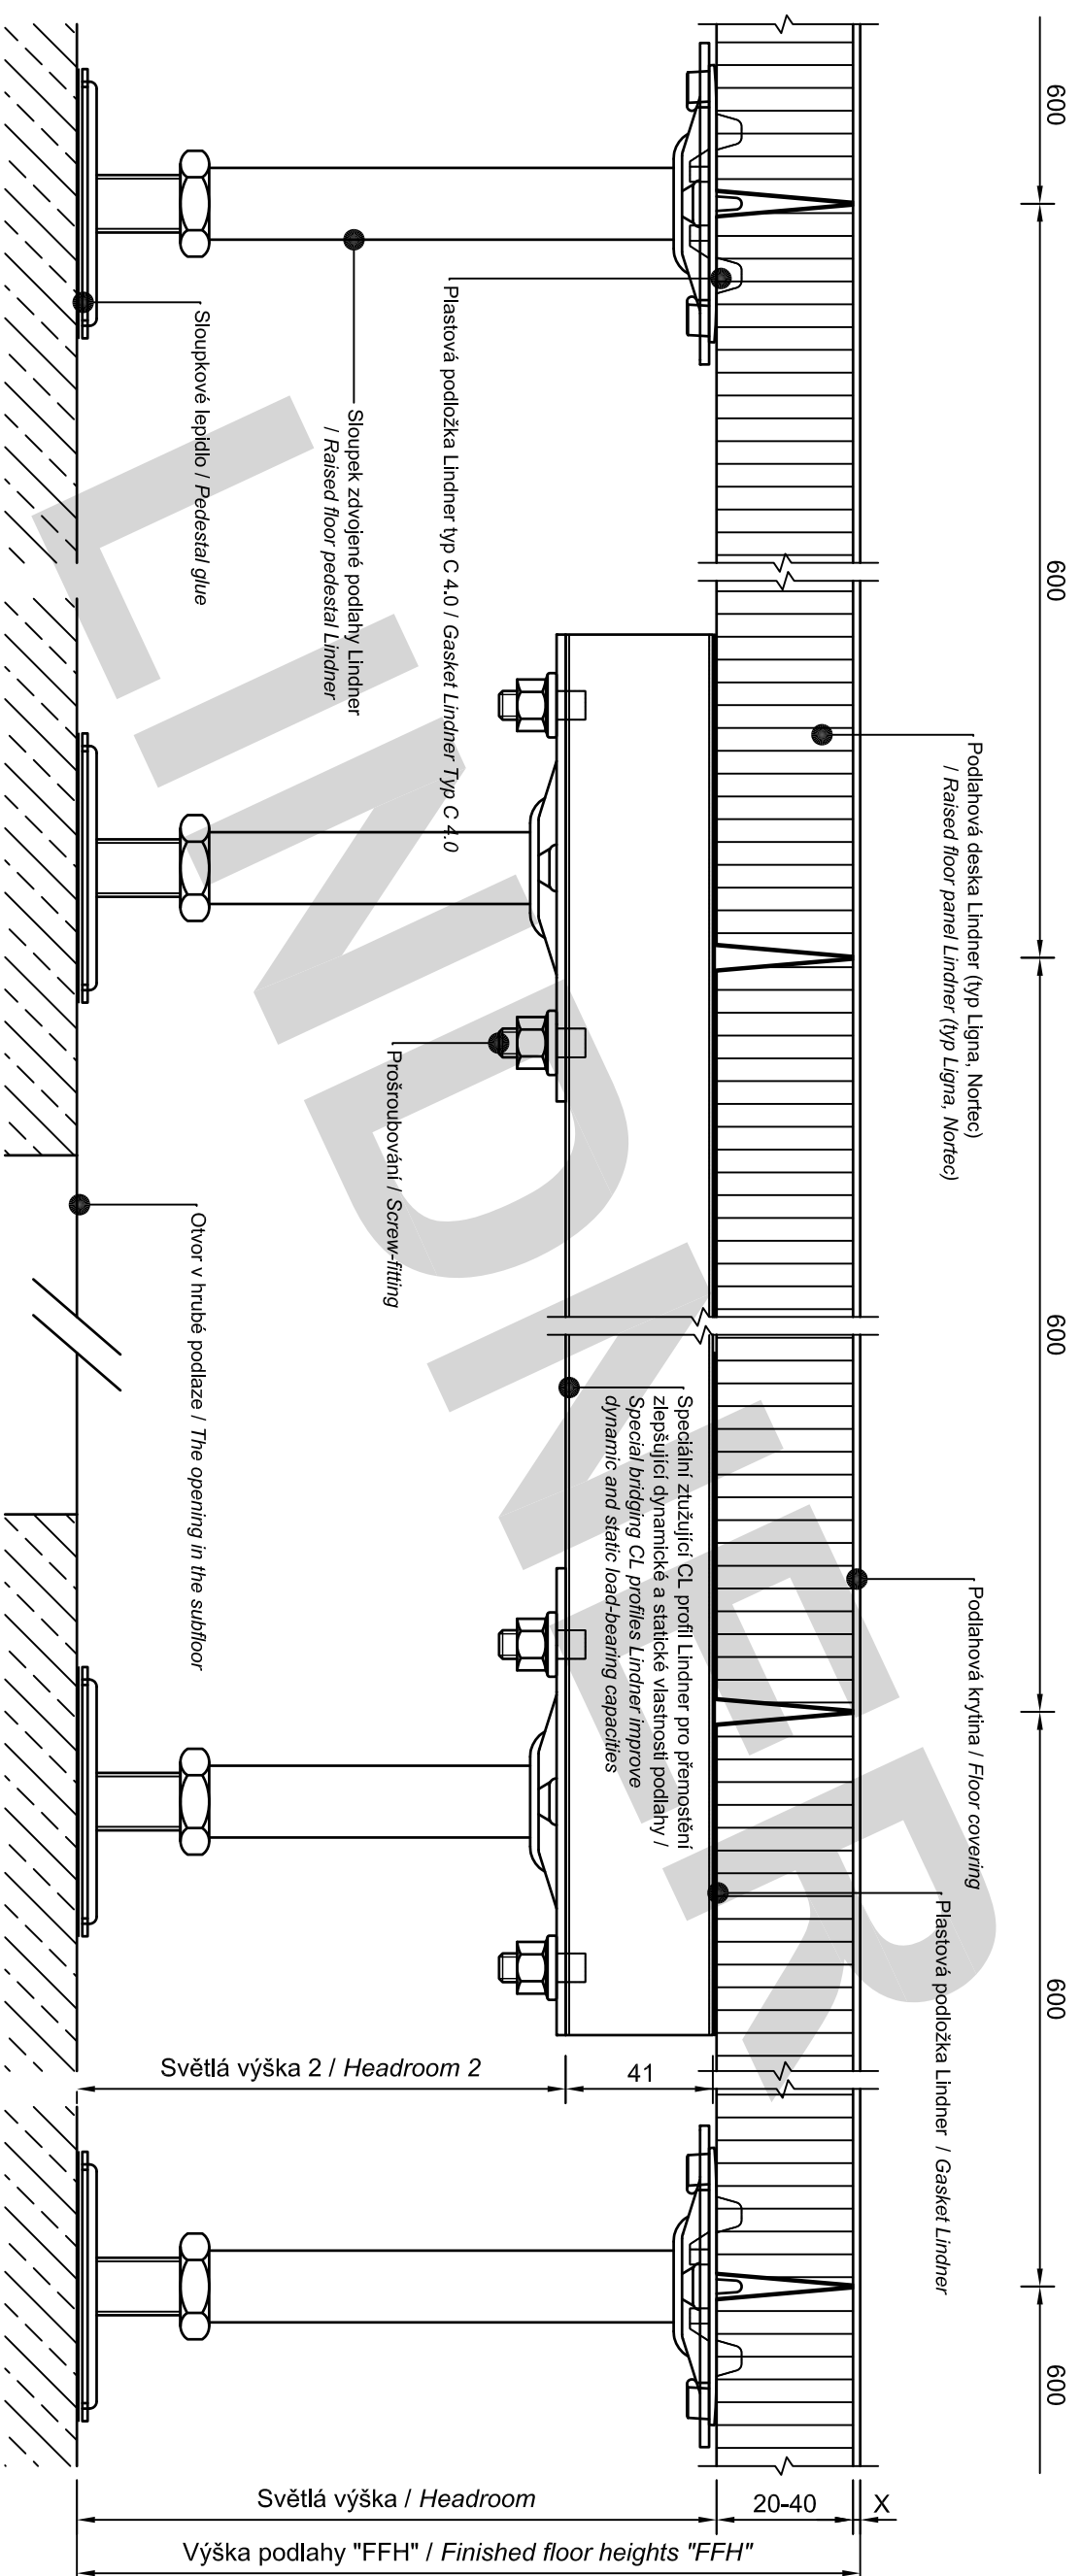 600
600
600
600
600
Podlahová deska Lindner (typ Ligna, Nortec)
/ Raised floor panel Lindner (typ Ligna, Nortec)
Podlahová krytina / Floor covering
Plastová podložka Lindner / Gasket Lindner
Plastová podložka Lindner typ C 4.0 / Gasket Lindner Typ C 4.0
Sloupek zdvojené podlahy Lindner
/ Raised floor pedestal Lindner
Sloupkové lepidlo / Pedestal glue
Prošroubování / Screw-fitting
Speciální ztužující CL profil Lindner pro přemostění
zlepšující dynamické a statické vlastnosti podlahy /
Special bridging CL profiles Lindner improve
dynamic and static load-bearing capacities
Otvor v hrubé podlaze / The opening in the subfloor
LINDNER
Světlá výška 2 / Headroom 2
41
Světlá výška / Headroom
20-40
X
Výška podlahy "FFH" / Finished floor heights "FFH"